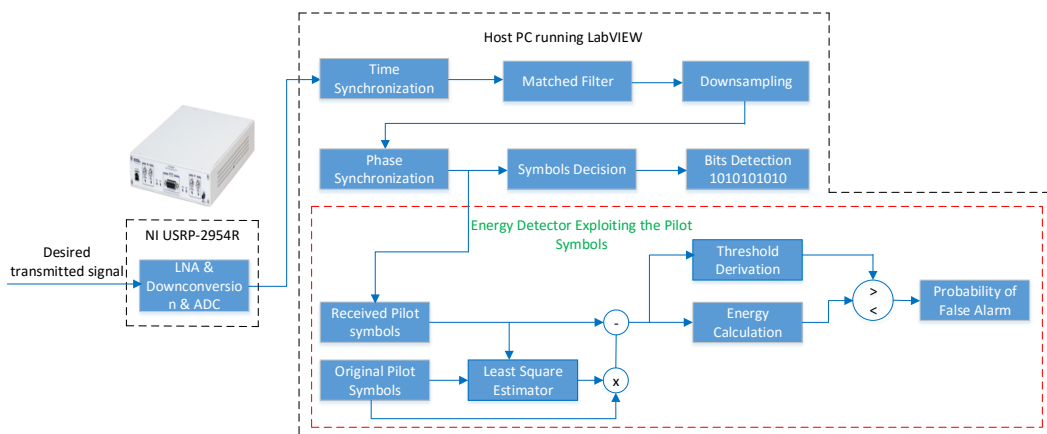 Host PC running LabVIEW
Time
Synchronization
Matched Filter
Downsampling
Phase
Synchronization
Symbols Decision
Bits Detection
1010101010
NI USRP-2954R
Desired
transmitted signal
LNA &
Downconversio
n & ADC
Energy Detector Exploiting the Pilot
Symbols
Threshold
Derivation
Received Pilot
symbols
-
Energy
Calculation
>
<
Probability of
False Alarm
Original Pilot
Symbols
Least Square
Estimator
x